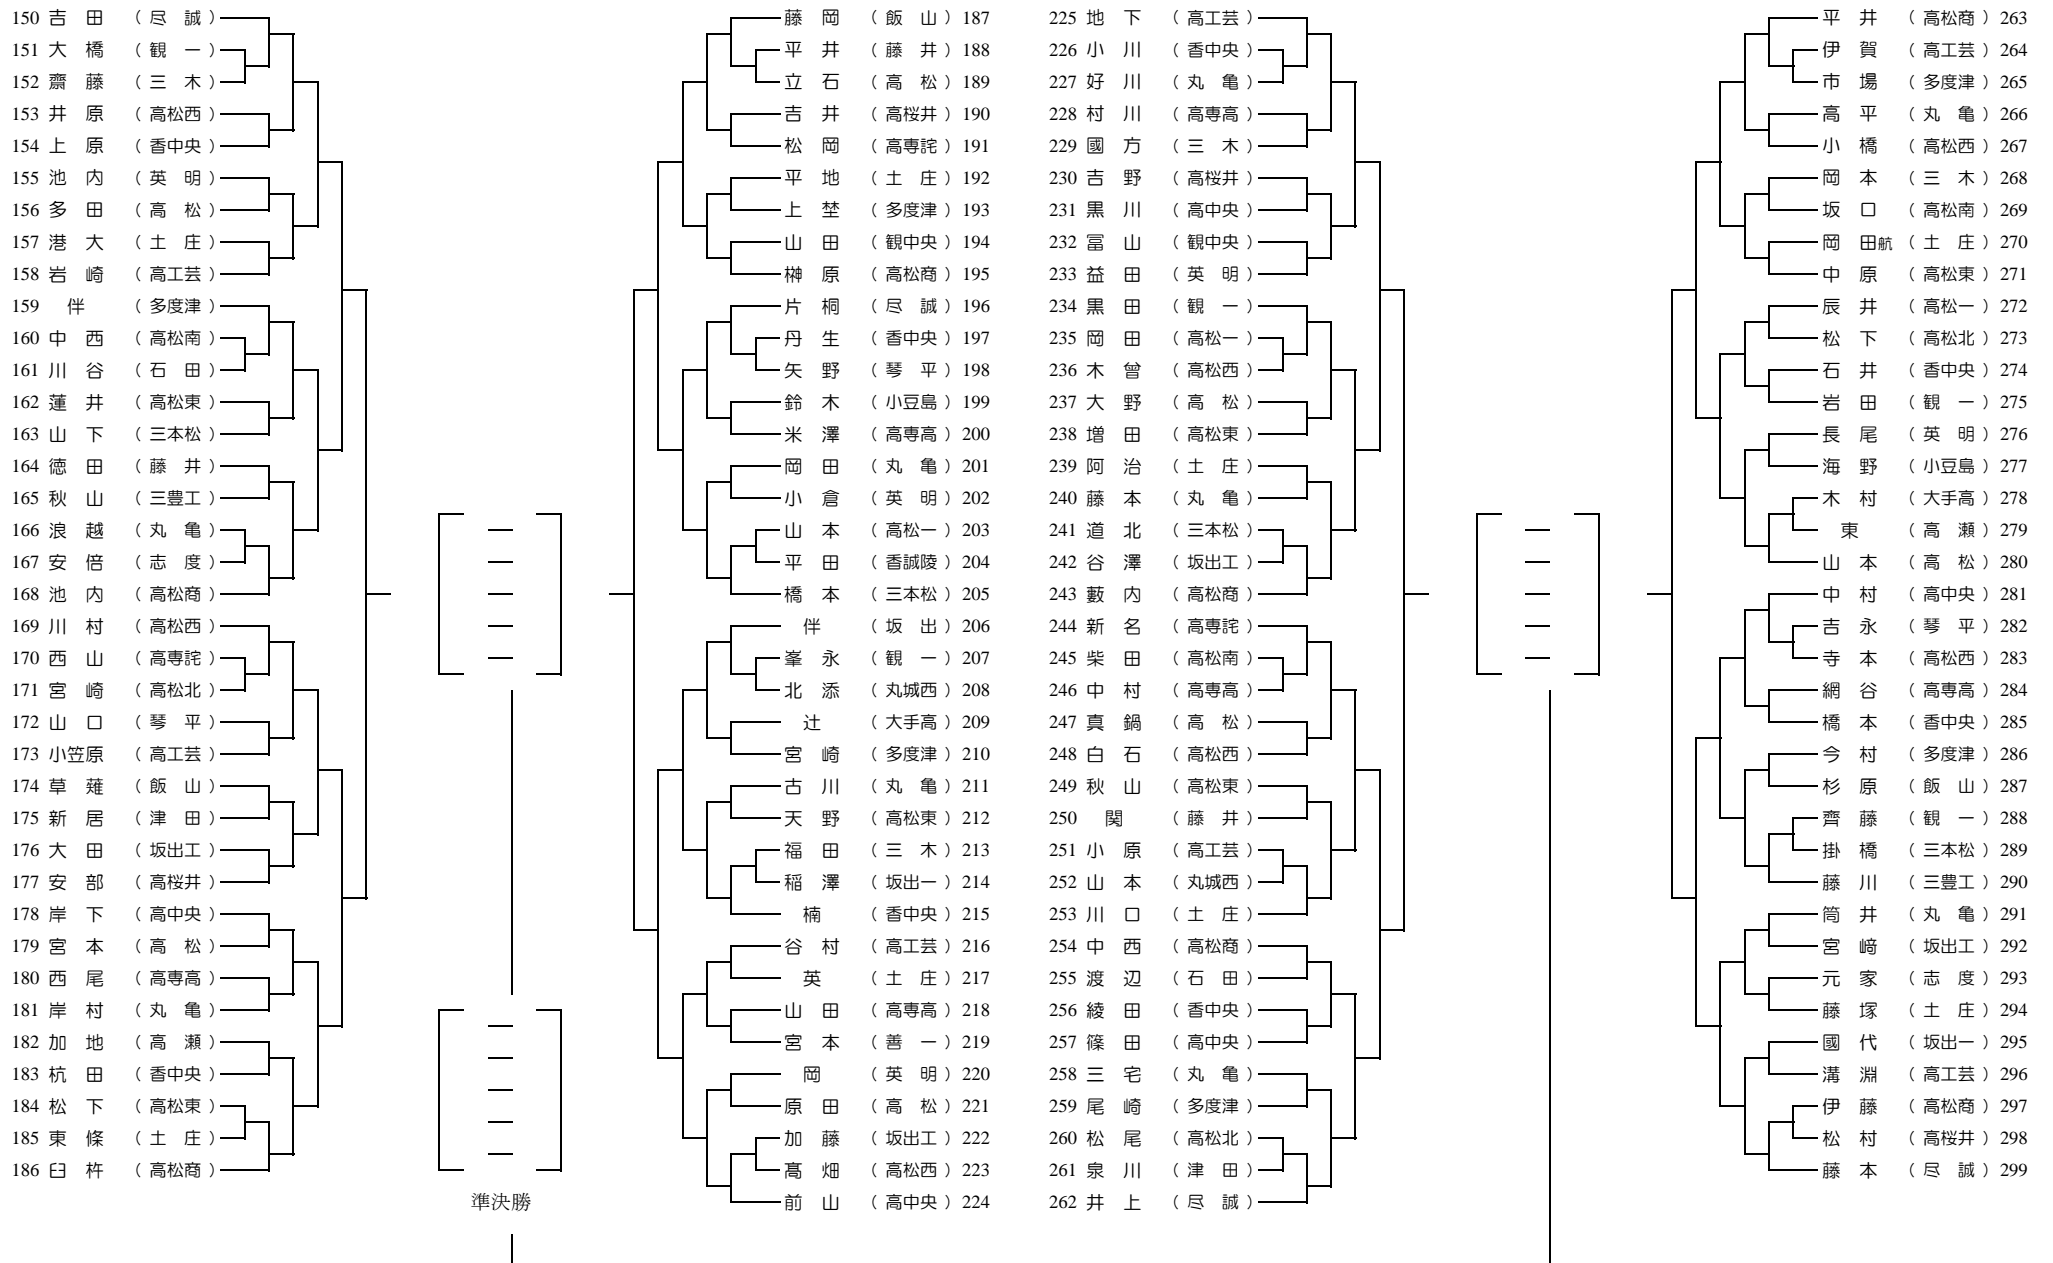 150 吉 田 （ 尽 誠 ）
151 大 橋 （ 観 一 ）
152 齋 藤 （ 三 木 ）
153 井 原 （ 高松西 ）
154 上 原 （ 香中央 ）
155 池 内 （ 英 明 ）
156 多 田 （ 高 松 ）
157 港 大 （ 土 庄 ）
158 岩 崎 （ 高工芸 ）
159 伴 （ 多度津 ）
160 中 西 （ 高松南 ）
161 川 谷 （ 石 田 ）
162 蓮 井 （ 高松東 ）
163 山 下 （ 三本松 ）
164 徳 田 （ 藤 井 ）
165 秋 山 （ 三豊工 ）
166 浪 越 （ 丸 亀 ）
167 安 倍 （ 志 度 ）
168 池 内 （ 高松商 ）
169 川 村 （ 高松西 ）
170 西 山 （ 高専詫 ）
171 宮 崎 （ 高松北 ）
172 山 口 （ 琴 平 ）
173 小笠原 （ 高工芸 ）
174 草 薙 （ 飯 山 ）
175 新 居 （ 津 田 ）
176 大 田 （ 坂出工 ）
177 安 部 （ 高桜井 ）
178 岸 下 （ 高中央 ）
179 宮 本 （ 高 松 ）
180 西 尾 （ 高専高 ）
181 岸 村 （ 丸 亀 ）
182 加 地 （ 高 瀬 ）
183 杭 田 （ 香中央 ）
184 松 下 （ 高松東 ）
185 東 條 （ 土 庄 ）
186 臼 杵 （ 高松商 ）
準決勝
藤 岡 （ 飯 山 ） 187
平 井 （ 藤 井 ） 188
立 石 （ 高 松 ） 189
吉 井 （ 高桜井 ） 190
松 岡 （ 高専詫 ） 191
平 地 （ 土 庄 ） 192
上 埜 （ 多度津 ） 193
山 田 （ 観中央 ） 194
榊 原 （ 高松商 ） 195
片 桐 （ 尽 誠 ） 196
丹 生 （ 香中央 ） 197
矢 野 （ 琴 平 ） 198
鈴 木 （ 小豆島 ） 199
米 澤 （ 高専高 ） 200
岡 田 （ 丸 亀 ） 201
小 倉 （ 英 明 ） 202
山 本 （ 高松一 ） 203
平 田 （ 香誠陵 ） 204
橋 本 （ 三本松 ） 205
伴 （ 坂 出 ） 206
峯 永 （ 観 一 ） 207
北 添 （ 丸城西 ） 208
辻 （ 大手高 ） 209
宮 崎 （ 多度津 ） 210
古 川 （ 丸 亀 ） 211
天 野 （ 高松東 ） 212
福 田 （ 三 木 ） 213
稲 澤 （ 坂出一 ） 214
楠 （ 香中央 ） 215
谷 村 （ 高工芸 ） 216
英 （ 土 庄 ） 217
山 田 （ 高専高 ） 218
宮 本 （ 善 一 ） 219
岡 （ 英 明 ） 220
原 田 （ 高 松 ） 221
加 藤 （ 坂出工 ） 222
髙 畑 （ 高松西 ） 223
前 山 （ 高中央 ） 224
225 地 下 （ 高工芸 ）
226 小 川 （ 香中央 ）
227 好 川 （ 丸 亀 ）
228 村 川 （ 高専高 ）
229 國 方 （ 三 木 ）
230 吉 野 （ 高桜井 ）
231 黒 川 （ 高中央 ）
232 冨 山 （ 観中央 ）
233 益 田 （ 英 明 ）
234 黒 田 （ 観 一 ）
235 岡 田 （ 高松一 ）
236 木 曾 （ 高松西 ）
237 大 野 （ 高 松 ）
238 増 田 （ 高松東 ）
239 阿 治 （ 土 庄 ）
240 藤 本 （ 丸 亀 ）
241 道 北 （ 三本松 ）
242 谷 澤 （ 坂出工 ）
243 藪 内 （ 高松商 ）
244 新 名 （ 高専詫 ）
245 柴 田 （ 高松南 ）
246 中 村 （ 高専高 ）
247 真 鍋 （ 高 松 ）
248 白 石 （ 高松西 ）
249 秋 山 （ 高松東 ）
250 関 （ 藤 井 ）
251 小 原 （ 高工芸 ）
252 山 本 （ 丸城西 ）
253 川 口 （ 土 庄 ）
254 中 西 （ 高松商 ）
255 渡 辺 （ 石 田 ）
256 綾 田 （ 香中央 ）
257 篠 田 （ 高中央 ）
258 三 宅 （ 丸 亀 ）
259 尾 崎 （ 多度津 ）
260 松 尾 （ 高松北 ）
261 泉 川 （ 津 田 ）
262 井 上 （ 尽 誠 ）
平 井 （ 高松商 ） 263
伊 賀 （ 高工芸 ） 264
市 場 （ 多度津 ） 265
高 平 （ 丸 亀 ） 266
小 橋 （ 高松西 ） 267
岡 本 （ 三 木 ） 268
坂 口 （ 高松南 ） 269
岡 田航 （ 土 庄 ） 270
中 原 （ 高松東 ） 271
辰 井 （ 高松一 ） 272
松 下 （ 高松北 ） 273
石 井 （ 香中央 ） 274
岩 田 （ 観 一 ） 275
長 尾 （ 英 明 ） 276
海 野 （ 小豆島 ） 277
木 村 （ 大手高 ） 278
東 （ 高 瀬 ） 279
山 本 （ 高 松 ） 280
中 村 （ 高中央 ） 281
吉 永 （ 琴 平 ） 282
寺 本 （ 高松西 ） 283
網 谷 （ 高専高 ） 284
橋 本 （ 香中央 ） 285
今 村 （ 多度津 ） 286
杉 原 （ 飯 山 ） 287
齊 藤 （ 観 一 ） 288
掛 橋 （ 三本松 ） 289
藤 川 （ 三豊工 ） 290
筒 井 （ 丸 亀 ） 291
宮 﨑 （ 坂出工 ） 292
元 家 （ 志 度 ） 293
藤 塚 （ 土 庄 ） 294
國 代 （ 坂出一 ） 295
溝 淵 （ 高工芸 ） 296
伊 藤 （ 高松商 ） 297
松 村 （ 高桜井 ） 298
藤 本 （ 尽 誠 ） 299